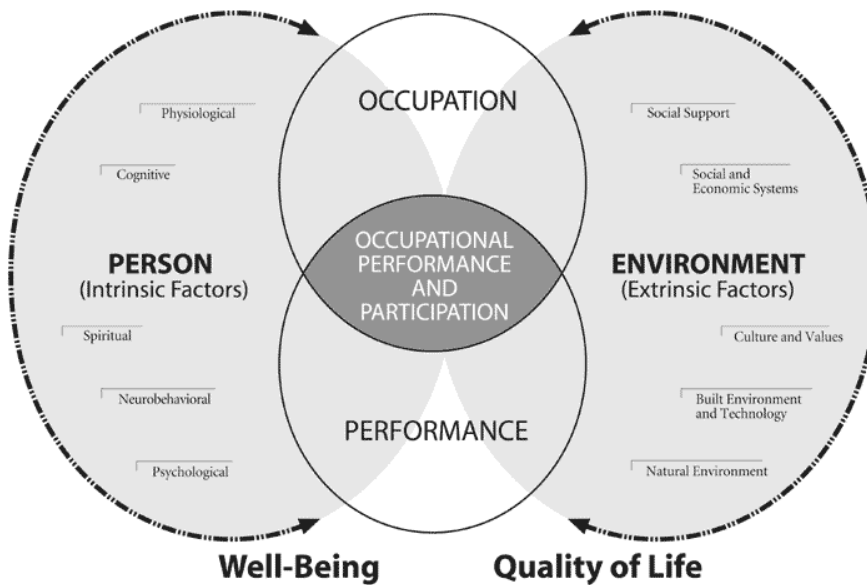 OCCUPATION
Physiological
Cognitive
PERSON
(Intrinsic Factors)
Spiritual
Neurobehavioral
Psychological
OCCUPATIONAL
PERFORMANCE
AND
PARTICIPATION
PERFORMANCE
Social Support
Social and
Economic Systems
ENVIRONMENT
(Extrinsic Factors)
Culture and Values
Built Environment
and Technology
Natural Environment
Well-Being
Quality of Life